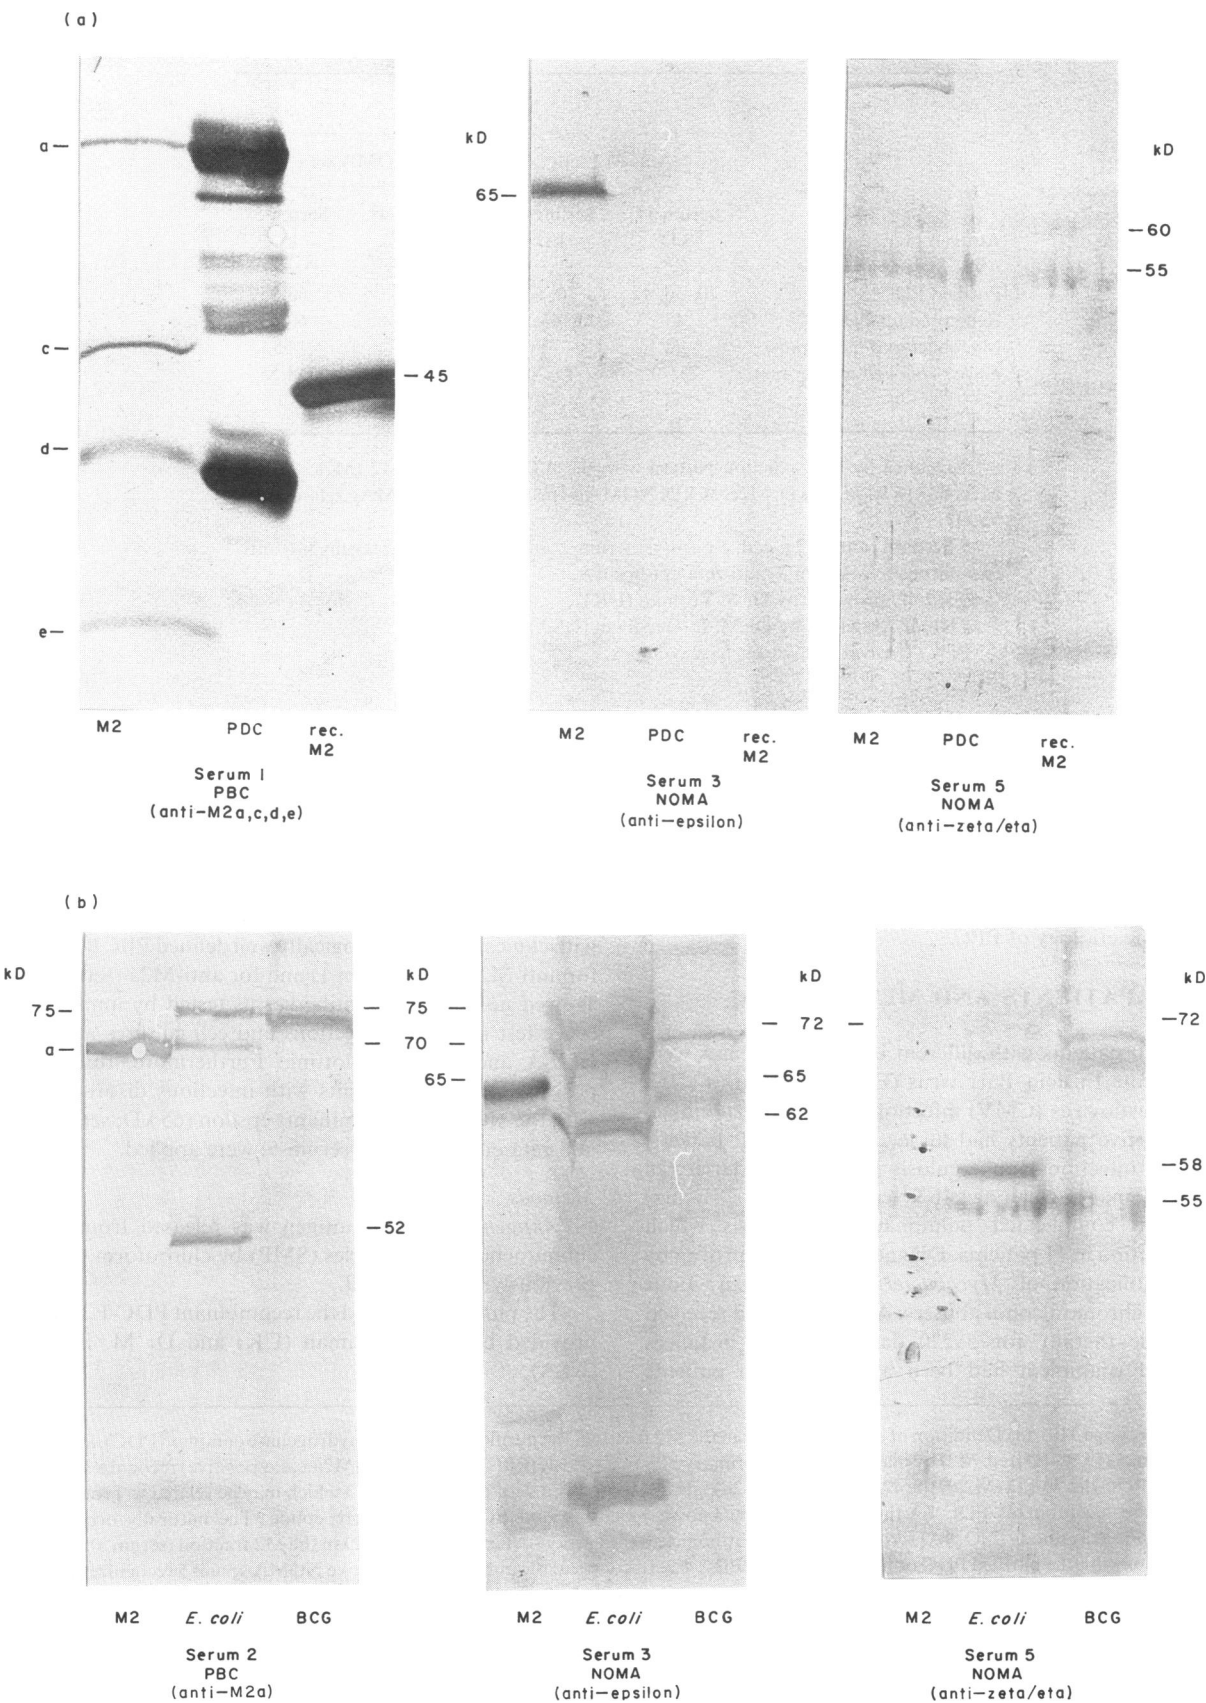 (a)
a—
c—
d—
e—
—45
M2 PDC rec. M2
Serum 1
PBC
(anti—M2a,c,d,e)
kD
65—
M2 PDC rec. M2
Serum 3
NOMA
(anti—epsilon)
kD
—60
—55
M2 PDC rec. M2
Serum 5
NOMA
(anti—zeta/eta)
(b)
kD
75—
a—
—52
M2 E. coli BCG
Serum 2
PBC
(anti—M2a)
kD
— 75 —
— 70 —
65—
kD
— 72 —
—65
—62
M2 E. coli BCG
Serum 3
NOMA
(anti—epsilon)
kD
—72
—58
—55
M2 E. coli BCG
Serum 5
NOMA
(anti—zeta/eta)